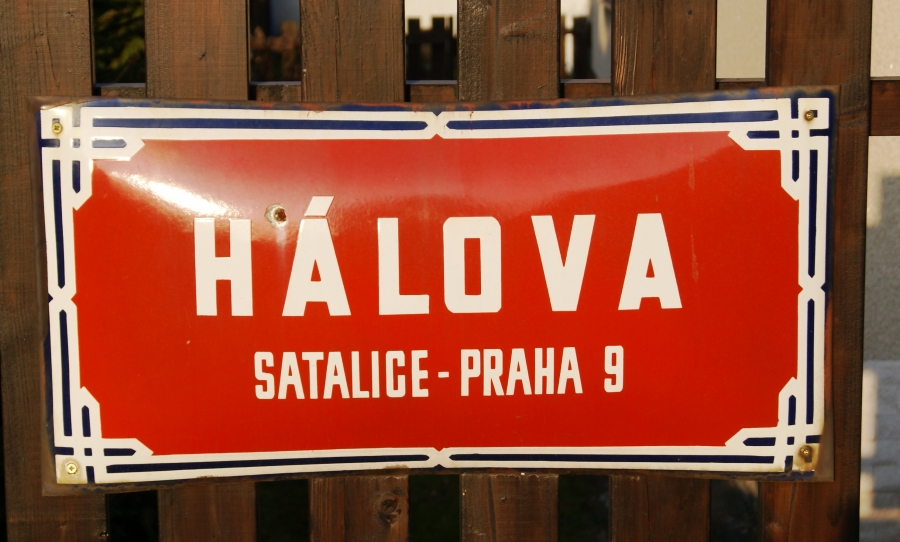 HÁLOVA
SATALICE - PRAHA 9